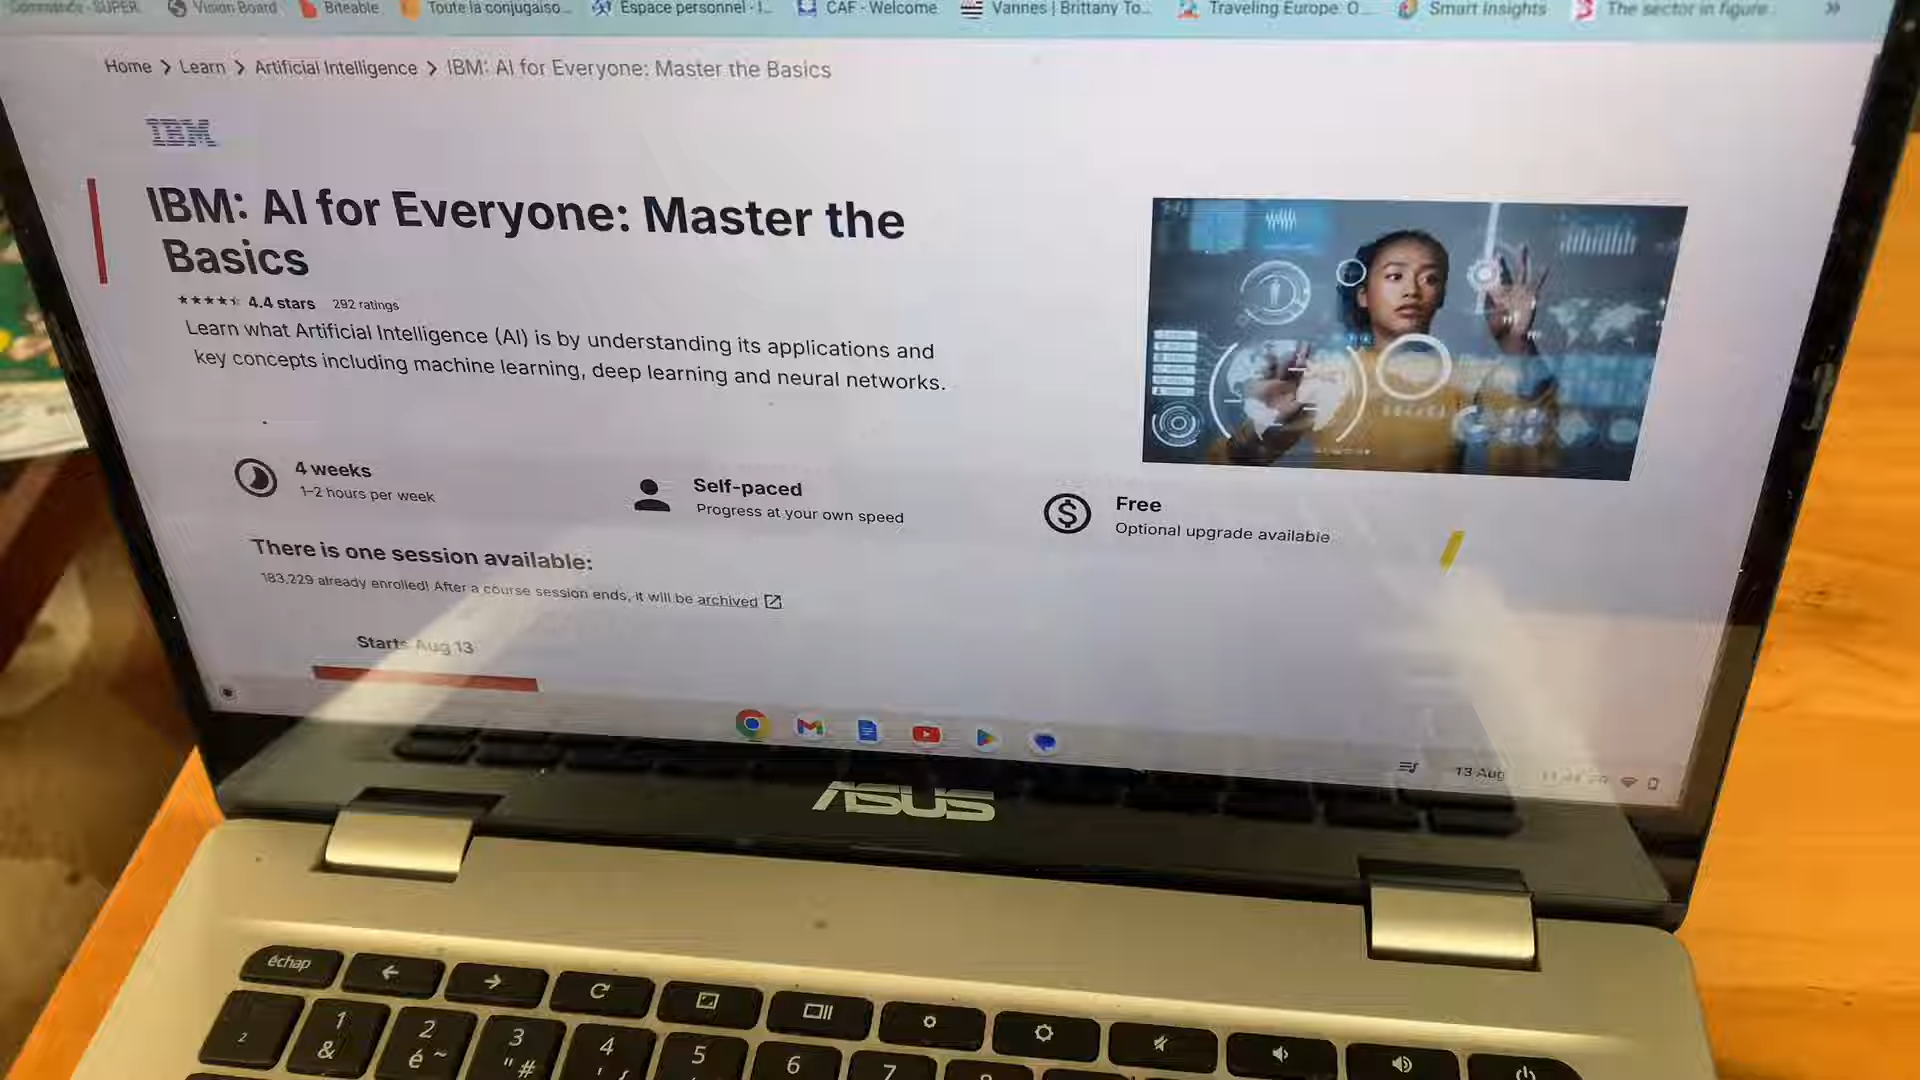 Commande - SUPER
Vision Board
Biteable
Toute la conjugaiso...
Espace personnel - I...
CAF - Welcome
Vannes | Brittany To...
Traveling Europe: O...
Smart Insights
The sector in figure...
»
Home > Learn > Artificial Intelligence > IBM: AI for Everyone: Master the Basics
IBM
IBM: AI for Everyone: Master the
Basics
4.4 stars 292 ratings
Learn what Artificial Intelligence (AI) is by understanding its applications and
key concepts including machine learning, deep learning and neural networks.
4 weeks
1–2 hours per week
Self-paced
Progress at your own speed
Free
Optional upgrade available
There is one session available:
183,229 already enrolled! After a course session ends, it will be archived
Starts Aug 13
13 Aug
ASUS
échap
2
1
&
2
é ~
3
" #
4
'
5
6
7